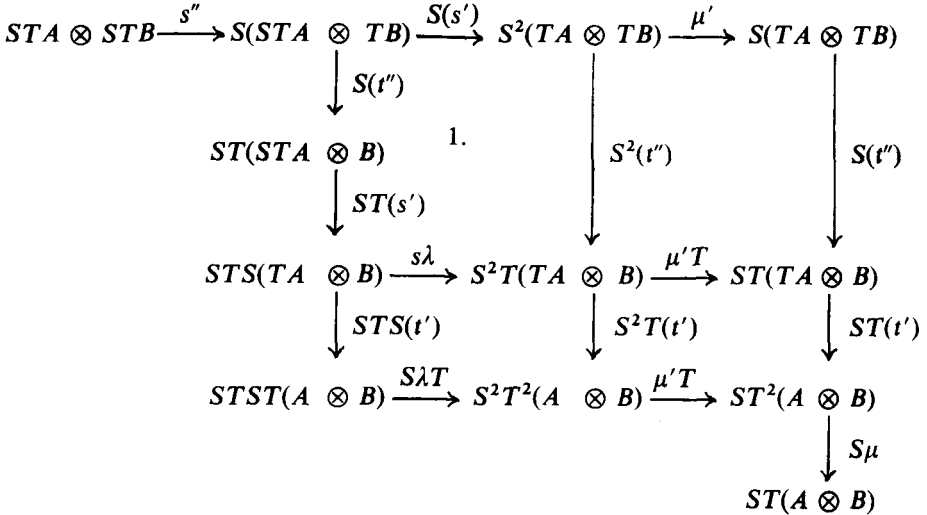 s″ S(s′) μ′
STA ⊗ STB ⟶ S(STA ⊗ TB) ⟶ S²(TA ⊗ TB) ⟶ S(TA ⊗ TB)
S(t″)
ST(STA ⊗ B) 1. S²(t″) S(t″)
ST(s′)
sλ μ′T
STS(TA ⊗ B) ⟶ S²T(TA ⊗ B) ⟶ ST(TA ⊗ B)
STS(t′) S²T(t′) ST(t′)
SλT μ′T
STST(A ⊗ B) ⟶ S²T²(A ⊗ B) ⟶ ST²(A ⊗ B)
Sμ
ST(A ⊗ B)